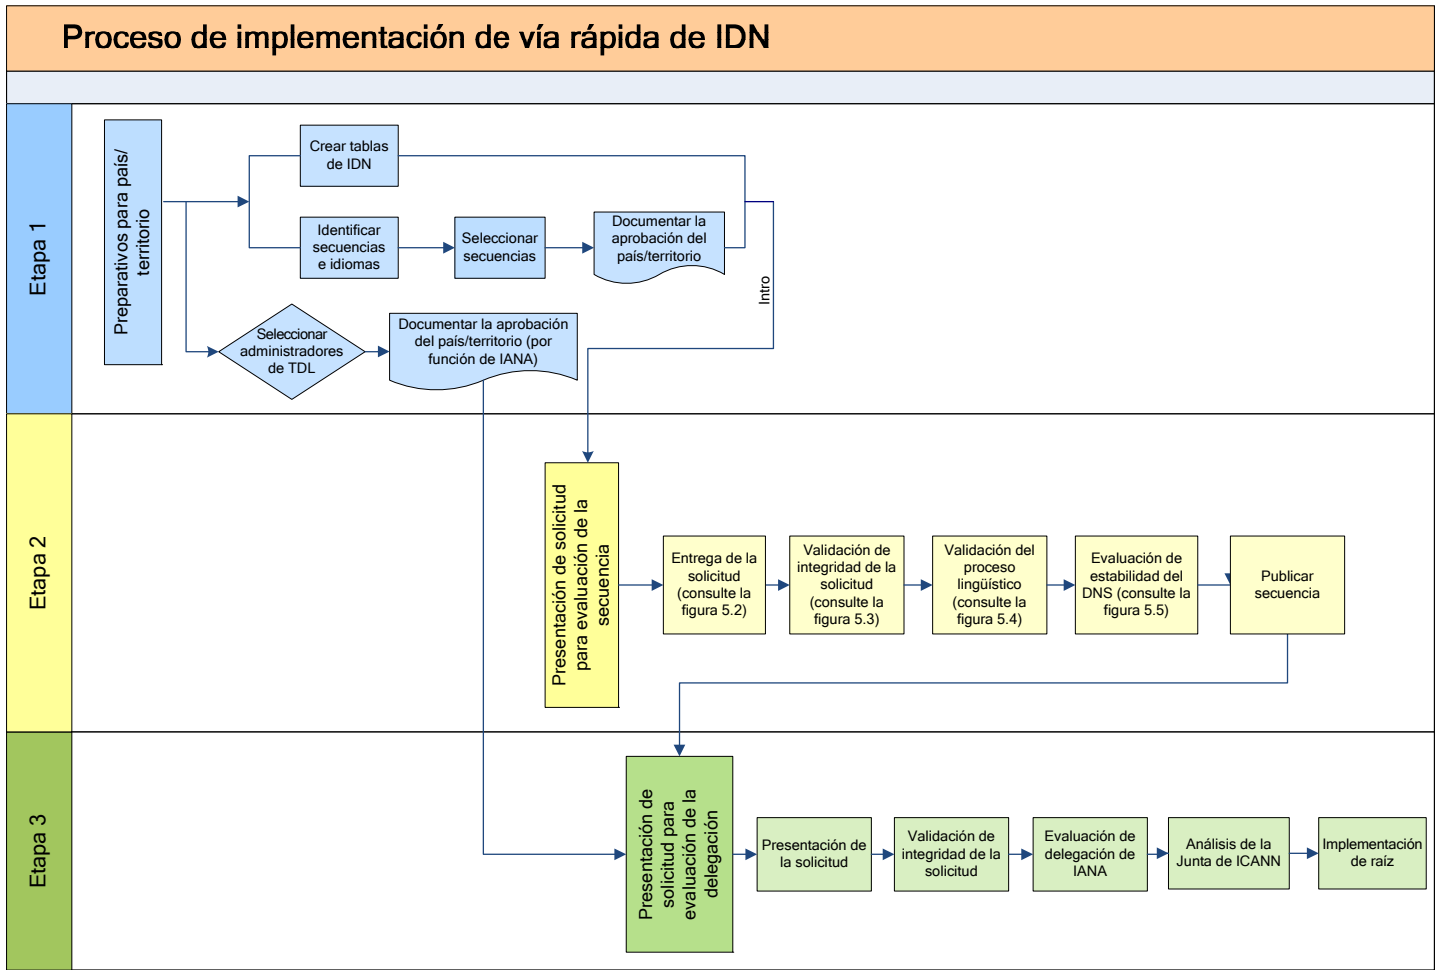 Proceso de implementación de vía rápida de IDN
Etapa 1
Preparativos para país/
territorio
Crear tablas
de IDN
Identificar
secuencias
e idiomas
Seleccionar
secuencias
Documentar la
aprobación del
país/territorio
Intro
Seleccionar
administradores
de TDL
Documentar la aprobación
del país/territorio (por
función de IANA)
Etapa 2
Presentación de solicitud
para evaluación de la
secuencia
Entrega de la
solicitud
(consulte la
figura 5.2)
Validación de
integridad de la
solicitud
(consulte la
figura 5.3)
Validación del
proceso
lingüístico
(consulte la
figura 5.4)
Evaluación de
estabilidad del
DNS (consulte la
figura 5.5)
Publicar
secuencia
Etapa 3
Presentación de
solicitud para
evaluación de la
delegación
Presentación de
la solicitud
Validación de
integridad de la
solicitud
Evaluación de
delegación de
IANA
Análisis de la
Junta de ICANN
Implementación
de raíz